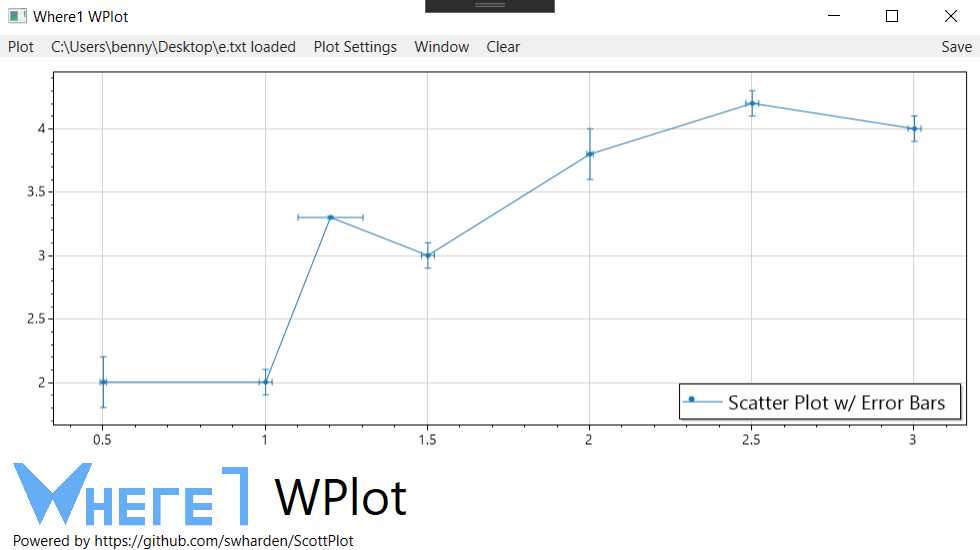 Where1 WPlot
Plot C:\Users\benny\Desktop\e.txt loaded Plot Settings Window Clear Save
4
3.5
3
2.5
2
Scatter Plot w/ Error Bars
0.5 1 1.5 2 2.5 3
Where1 WPlot
Powered by https://github.com/swharden/ScottPlot